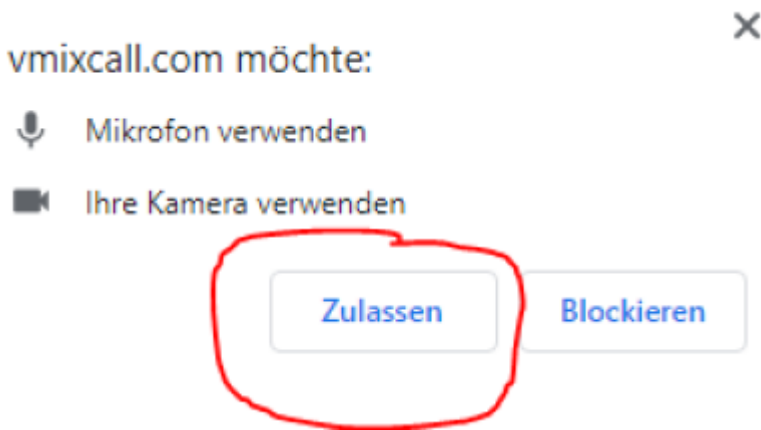 vmixcall.com möchte:
Mikrofon verwenden
Ihre Kamera verwenden
Zulassen Blockieren